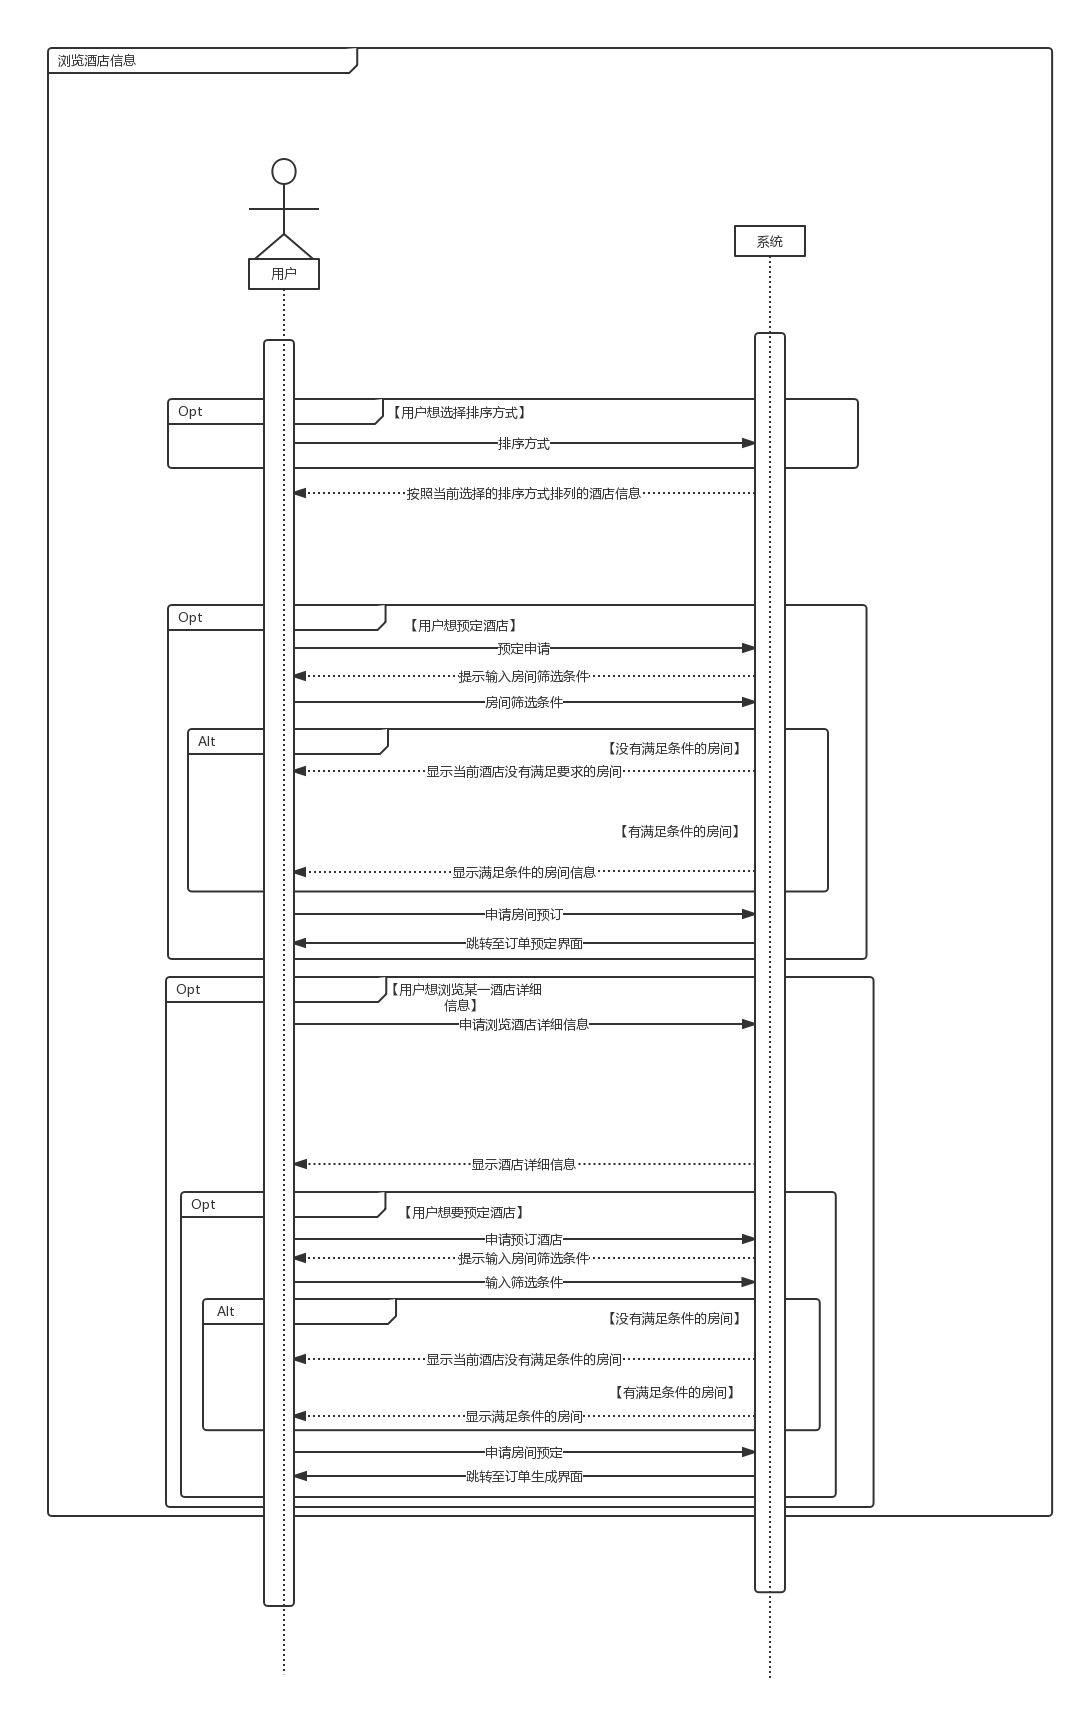 浏览酒店信息
系统
用户
Opt
【用户想选择排序方式】
排序方式
按照当前选择的排序方式排列的酒店信息
Opt
【用户想预定酒店】
预定申请
提示输入房间筛选条件
房间筛选条件
Alt
【没有满足条件的房间】
显示当前酒店没有满足要求的房间
【有满足条件的房间】
显示满足条件的房间信息
申请房间预订
跳转至订单预定界面
Opt
【用户想浏览某一酒店详细
信息】
申请浏览酒店详细信息
显示酒店详细信息
Opt
【用户想要预定酒店】
申请预订酒店
提示输入房间筛选条件
输入筛选条件
Alt
【没有满足条件的房间】
显示当前酒店没有满足条件的房间
【有满足条件的房间】
显示满足条件的房间
申请房间预定
跳转至订单生成界面